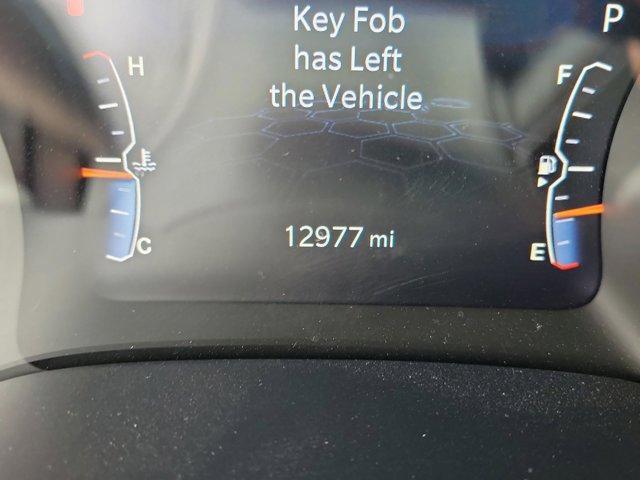 Key Fob
has Left
the Vehicle
P
H
F
C
E
12977 mi